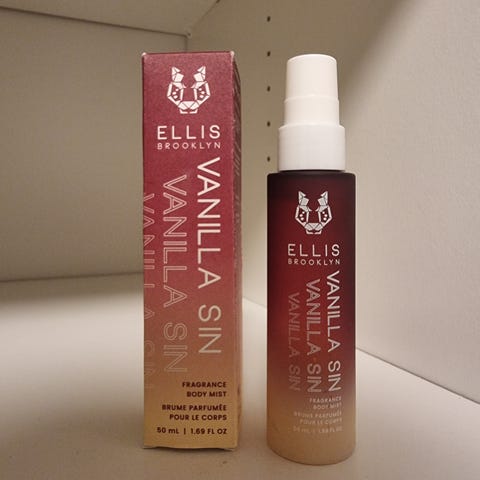 ELLIS
BROOKLYN
VANILLA SIN
VANILLA SIN
VANILLA SIN
FRAGRANCE
BODY MIST
BRUME PARFUMÉE
POUR LE CORPS
50 mL | 1.69 FL OZ
ELLIS
BROOKLYN
VANILLA SIN
VANILLA SIN
VANILLA SIN
FRAGRANCE
BODY MIST
BRUME PARFUMÉE
POUR LE CORPS
50 mL | 1.69 FL OZ